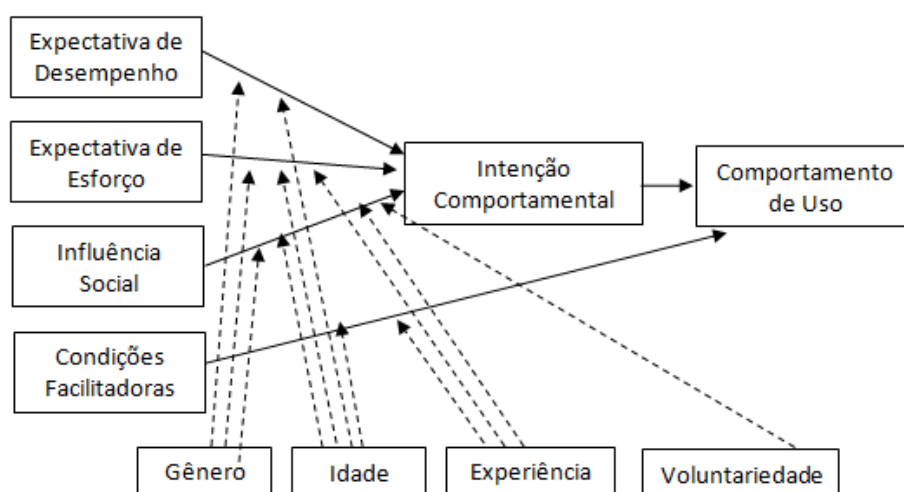 Expectativa de
Desempenho
Expectativa de
Esforço
Influência
Social
Condições
Facilitadoras
Intenção
Comportamental
Comportamento
de Uso
Gênero
Idade
Experiência
Voluntariedade